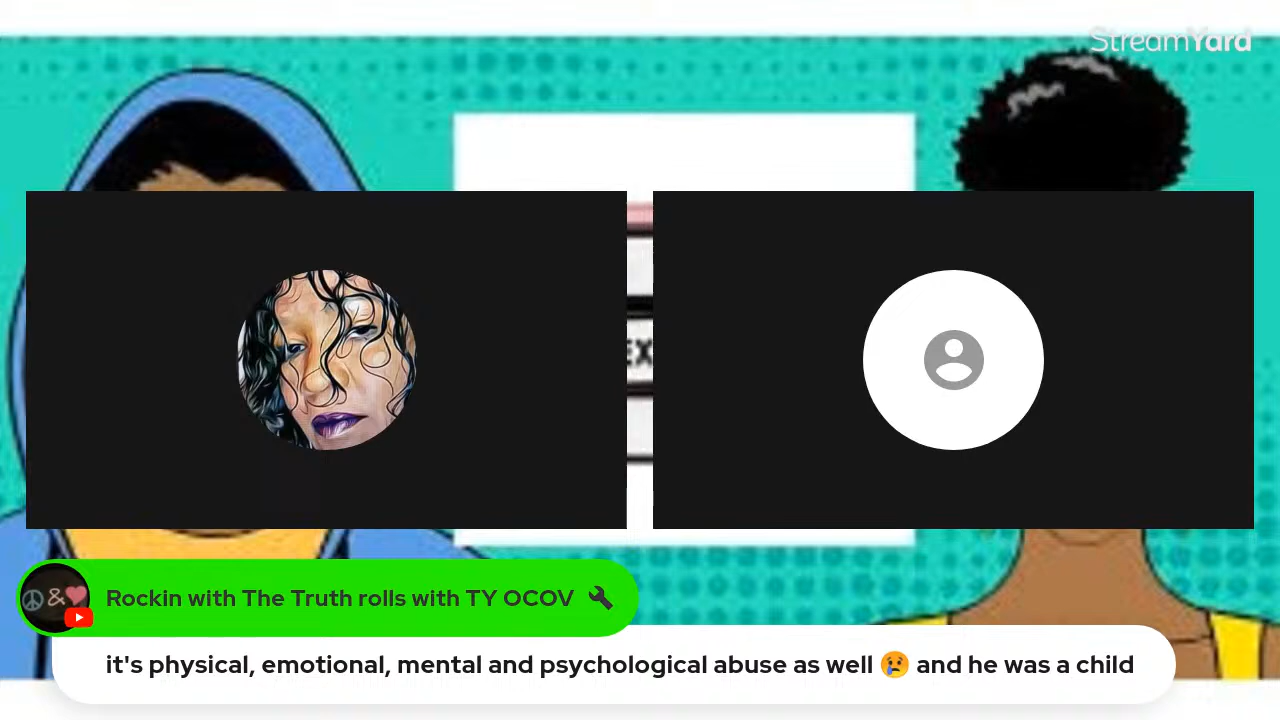 StreamYard
EX
Rockin with The Truth rolls with TY OCOV
it's physical, emotional, mental and psychological abuse as well 😢 and he was a child